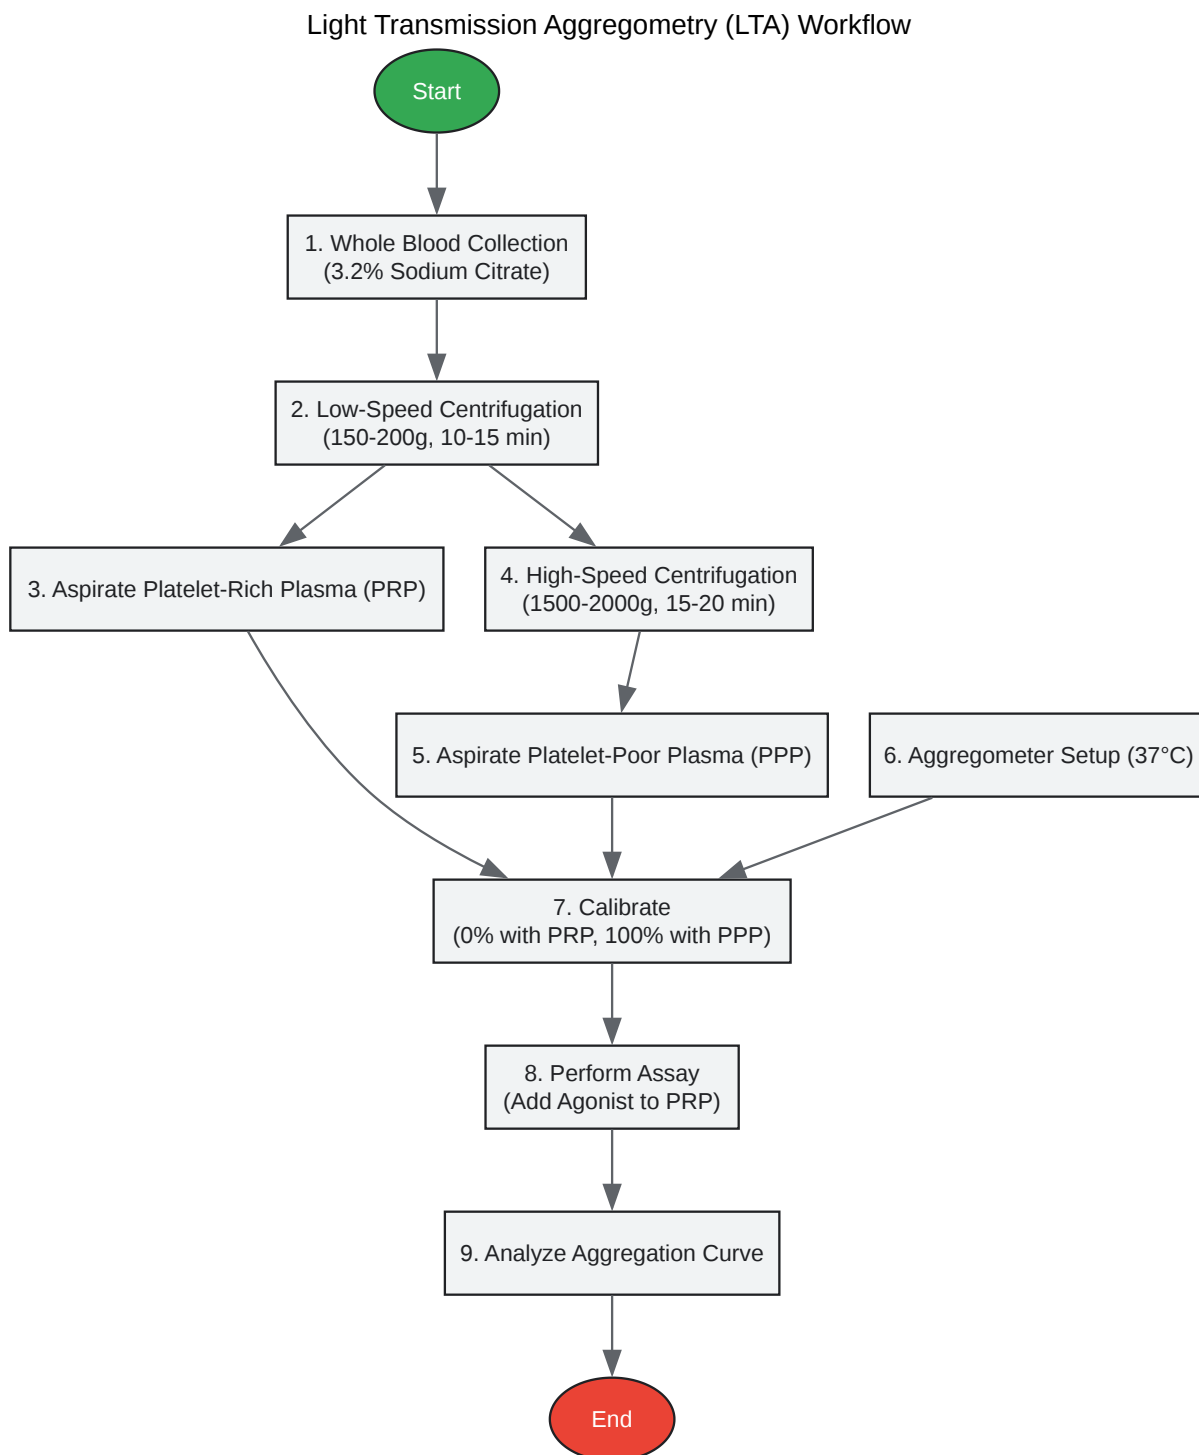 Light Transmission Aggregometry (LTA) Workflow
Start
1. Whole Blood Collection
(3.2% Sodium Citrate)
2. Low-Speed Centrifugation
(150-200g, 10-15 min)
3. Aspirate Platelet-Rich Plasma (PRP)
4. High-Speed Centrifugation
(1500-2000g, 15-20 min)
5. Aspirate Platelet-Poor Plasma (PPP)
6. Aggregometer Setup (37°C)
7. Calibrate
(0% with PRP, 100% with PPP)
8. Perform Assay
(Add Agonist to PRP)
9. Analyze Aggregation Curve
End